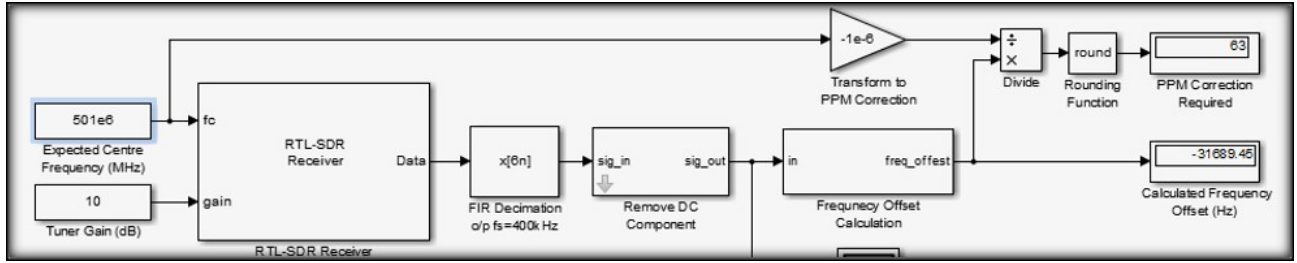 -1e-6
Transform to
PPM Correction
÷
×
Divide
round
Rounding
Function
63
PPM Correction
Required
501e6
Expected Centre
Frequency (MHz)
10
Tuner Gain (dB)
fc
gain
RTL-SDR
Receiver
Data
RTL-SDR Receiver
x[6n]
FIR Decimation
o/p fs=400kHz
sig_in
sig_out
Remove DC
Component
in
freq_offest
Frequnecy Offset
Calculation
-31689.45
Calculated Frequency
Offset (Hz)